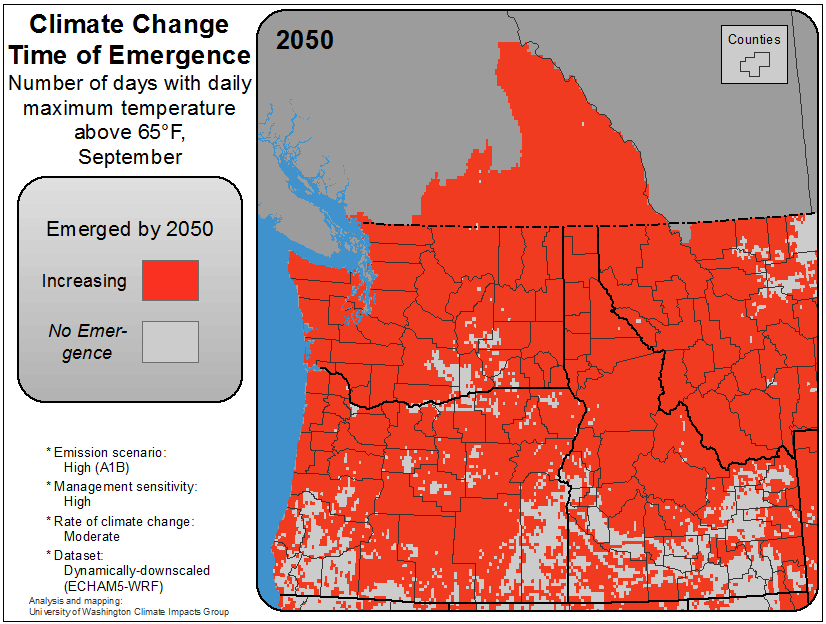 Climate Change
Time of Emergence
Number of days with daily
maximum temperature
above 65°F,
September
Emerged by 2050
Increasing
No Emer-
gence
* Emission scenario:
High (A1B)
* Management sensitivity:
High
* Rate of climate change:
Moderate
* Dataset:
Dynamically-downscaled
(ECHAM5-WRF)
Analysis and mapping:
University of Washington Climate Impacts Group
2050
Counties